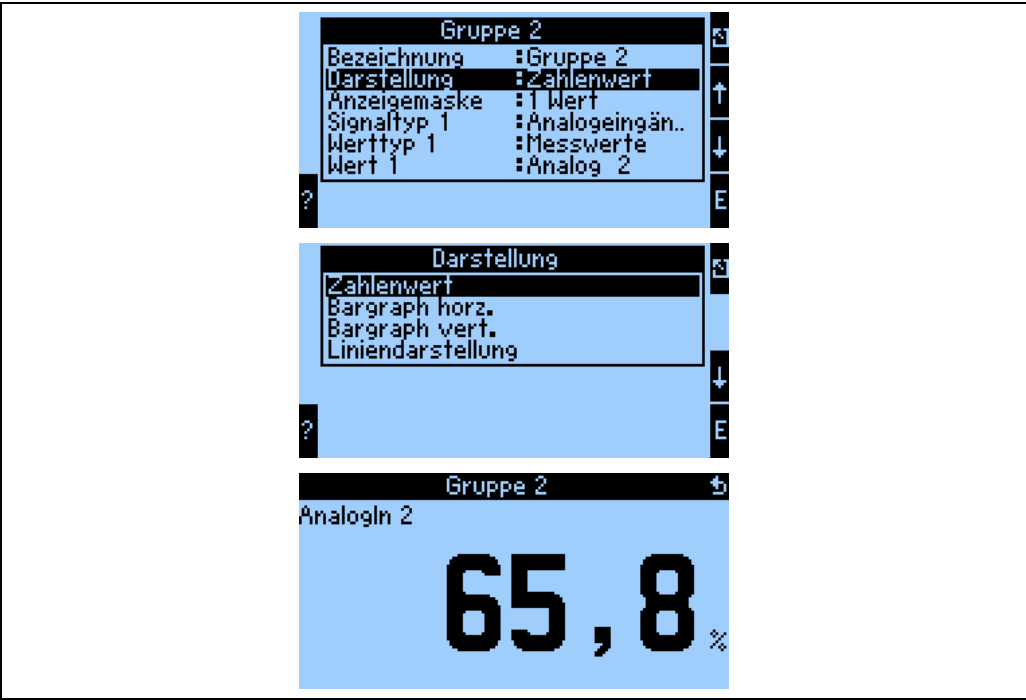 Gruppe 2
Bezeichnung :Gruppe 2
Darstellung :Zahlenwert
Anzeigemaske :1 Wert
Signaltyp 1 :Analogeingän..
Werttyp 1 :Messwerte
Wert 1 :Analog 2
? E
Darstellung
Zahlenwert
Bargraph horz.
Bargraph vert.
Liniendarstellung
? E
Gruppe 2
AnalogIn 2
65,8 %